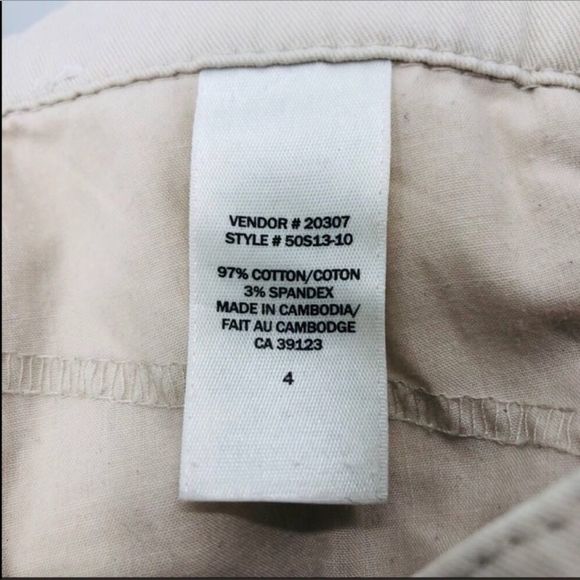 VENDOR # 20307
STYLE # 50S13-10
97% COTTON/COTON
3% SPANDEX
MADE IN CAMBODIA/
FAIT AU CAMBODGE
CA 39123
4